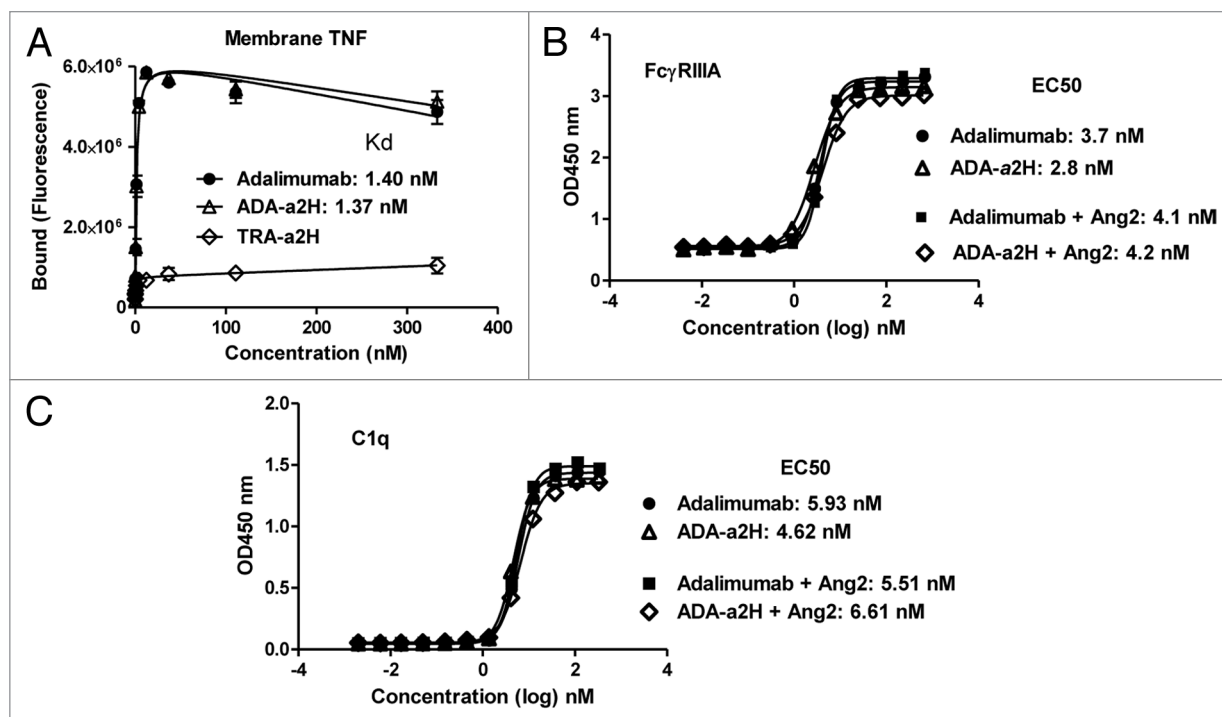 A
Membrane TNF
6.0×10⁶
4.0×10⁶
2.0×10⁶
0
Bound (Fluorescence)
Kd
Adalimumab: 1.40 nM
ADA-a2H: 1.37 nM
TRA-a2H
0 100 200 300 400
Concentration (nM)
B
FcγRIIIA
4
3
2
1
0
OD450 nm
EC50
Adalimumab: 3.7 nM
ADA-a2H: 2.8 nM
Adalimumab + Ang2: 4.1 nM
ADA-a2H + Ang2: 4.2 nM
-4 -2 0 2 4
Concentration (log) nM
C
C1q
2.0
1.5
1.0
0.5
0.0
OD450 nm
EC50
Adalimumab: 5.93 nM
ADA-a2H: 4.62 nM
Adalimumab + Ang2: 5.51 nM
ADA-a2H + Ang2: 6.61 nM
-4 -2 0 2 4
Concentration (log) nM